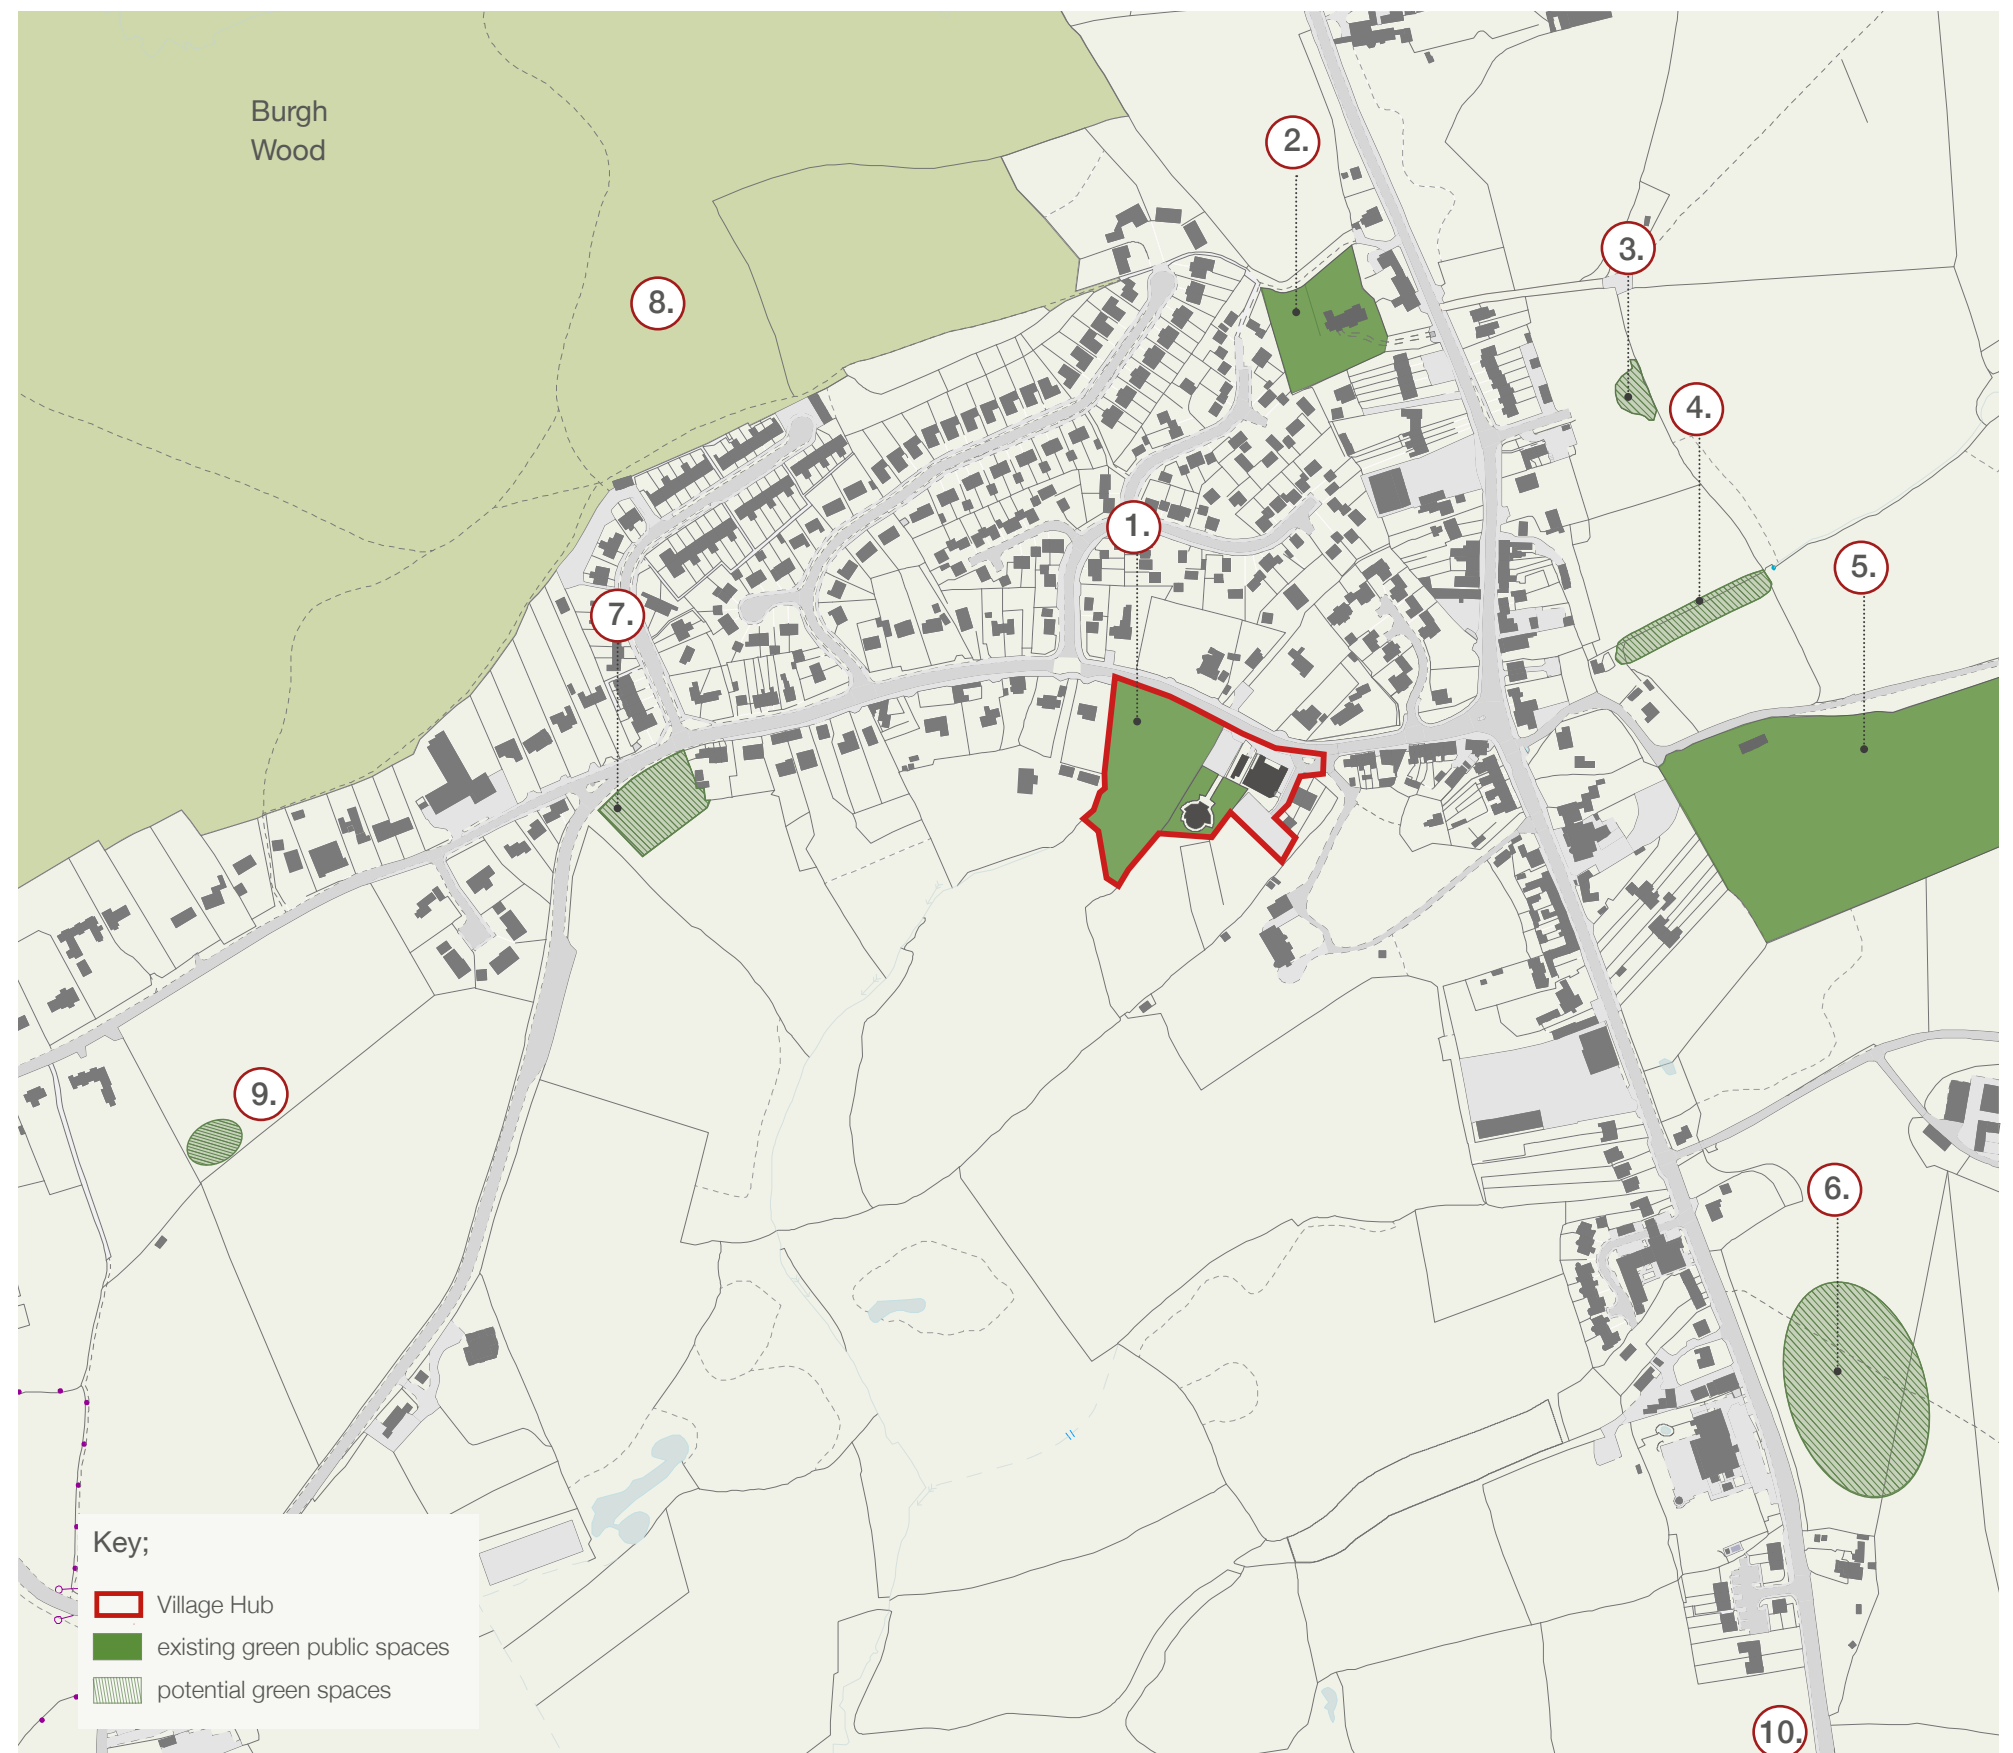 Burgh
Wood
2.
3.
8.
4.
1.
5.
7.
9.
6.
Key;
Village Hub
existing green public spaces
potential green spaces
10.